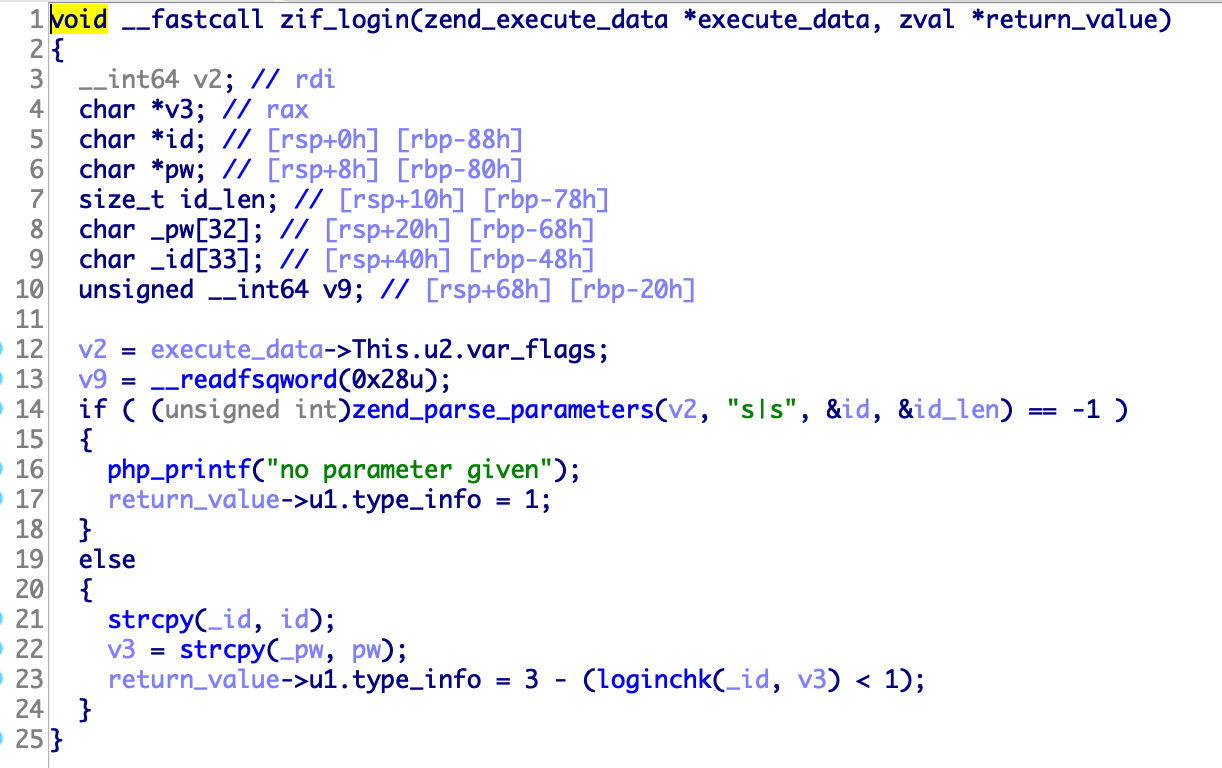 1 void __fastcall zif_login(zend_execute_data *execute_data, zval *return_value)
2 {
3   __int64 v2; // rdi
4   char *v3; // rax
5   char *id; // [rsp+0h] [rbp-88h]
6   char *pw; // [rsp+8h] [rbp-80h]
7   size_t id_len; // [rsp+10h] [rbp-78h]
8   char _pw[32]; // [rsp+20h] [rbp-68h]
9   char _id[33]; // [rsp+40h] [rbp-48h]
10   unsigned __int64 v9; // [rsp+68h] [rbp-20h]
11
12   v2 = execute_data->This.u2.var_flags;
13   v9 = __readfsqword(0x28u);
14   if ( (unsigned int)zend_parse_parameters(v2, "s|s", &id, &id_len) == -1 )
15   {
16     php_printf("no parameter given");
17     return_value->u1.type_info = 1;
18   }
19   else
20   {
21     strcpy(_id, id);
22     v3 = strcpy(_pw, pw);
23     return_value->u1.type_info = 3 - (loginchk(_id, v3) < 1);
24   }
25 }